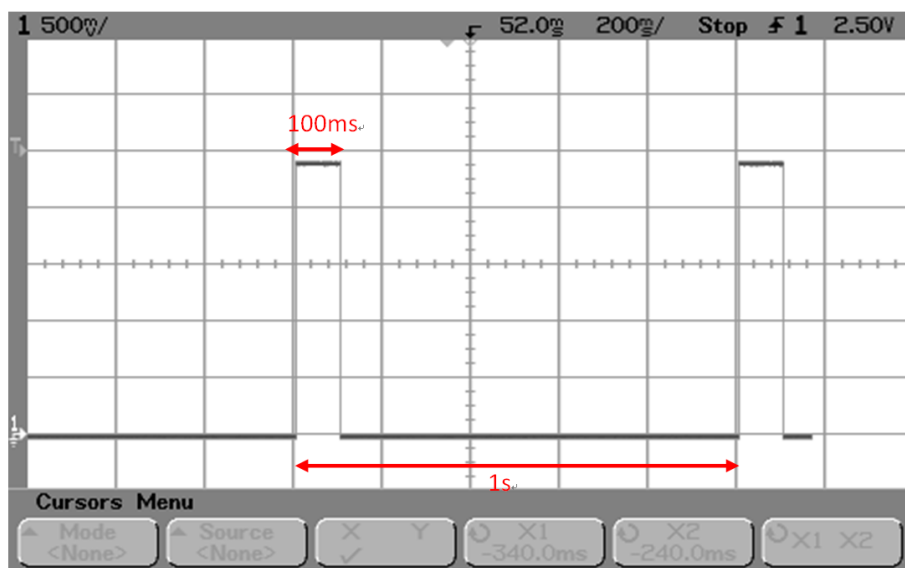 1 500mV/ 52.0ms 200ms/ Stop 1 2.50V
100ms
T
1
1s
Cursors Menu
Mode Source X Y X1 X2 X1 X2
<None> <None> ✓ -340.0ms -240.0ms